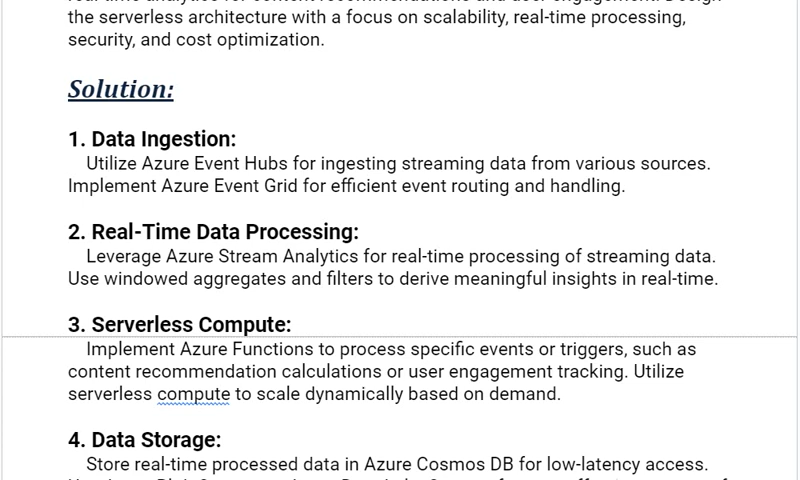 the serverless architecture with a focus on scalability, real-time processing,
security, and cost optimization.
Solution:
1. Data Ingestion:
Utilize Azure Event Hubs for ingesting streaming data from various sources.
Implement Azure Event Grid for efficient event routing and handling.
2. Real-Time Data Processing:
Leverage Azure Stream Analytics for real-time processing of streaming data.
Use windowed aggregates and filters to derive meaningful insights in real-time.
3. Serverless Compute:
Implement Azure Functions to process specific events or triggers, such as
content recommendation calculations or user engagement tracking. Utilize
serverless compute to scale dynamically based on demand.
4. Data Storage:
Store real-time processed data in Azure Cosmos DB for low-latency access.